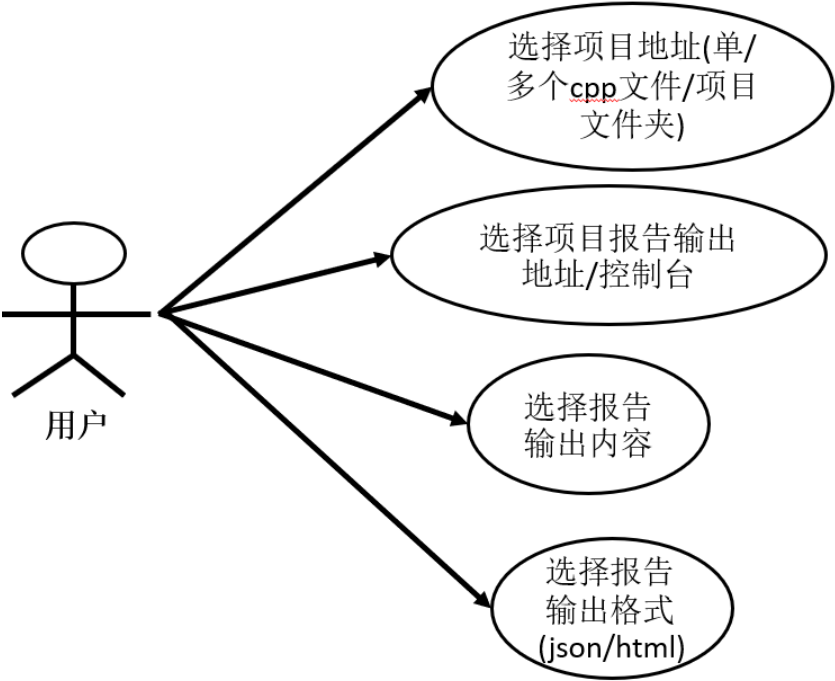 选择项目地址(单/
多个cpp文件/项目
文件夹)
选择项目报告输出
地址/控制台
用户
选择报告
输出内容
选择报告
输出格式
(json/html)